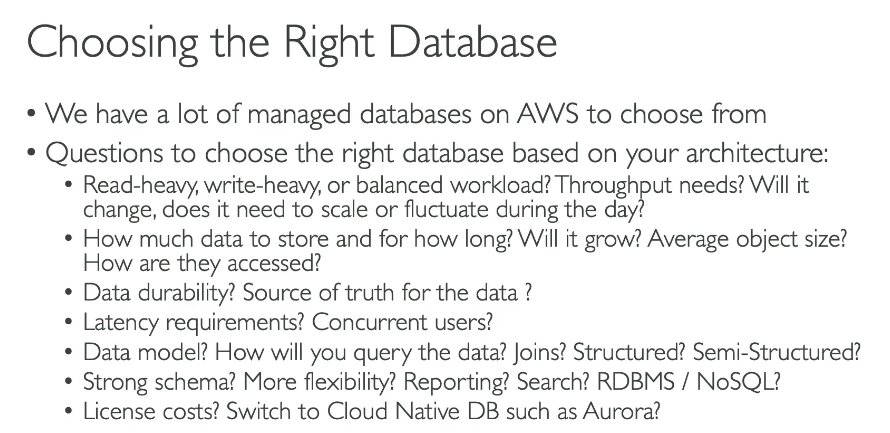 Choosing the Right Database
• We have a lot of managed databases on AWS to choose from
• Questions to choose the right database based on your architecture:
• Read-heavy, write-heavy, or balanced workload? Throughput needs? Will it
change, does it need to scale or fluctuate during the day?
• How much data to store and for how long? Will it grow? Average object size?
How are they accessed?
• Data durability? Source of truth for the data ?
• Latency requirements? Concurrent users?
• Data model? How will you query the data? Joins? Structured? Semi-Structured?
• Strong schema? More flexibility? Reporting? Search? RDBMS / NoSQL?
• License costs? Switch to Cloud Native DB such as Aurora?